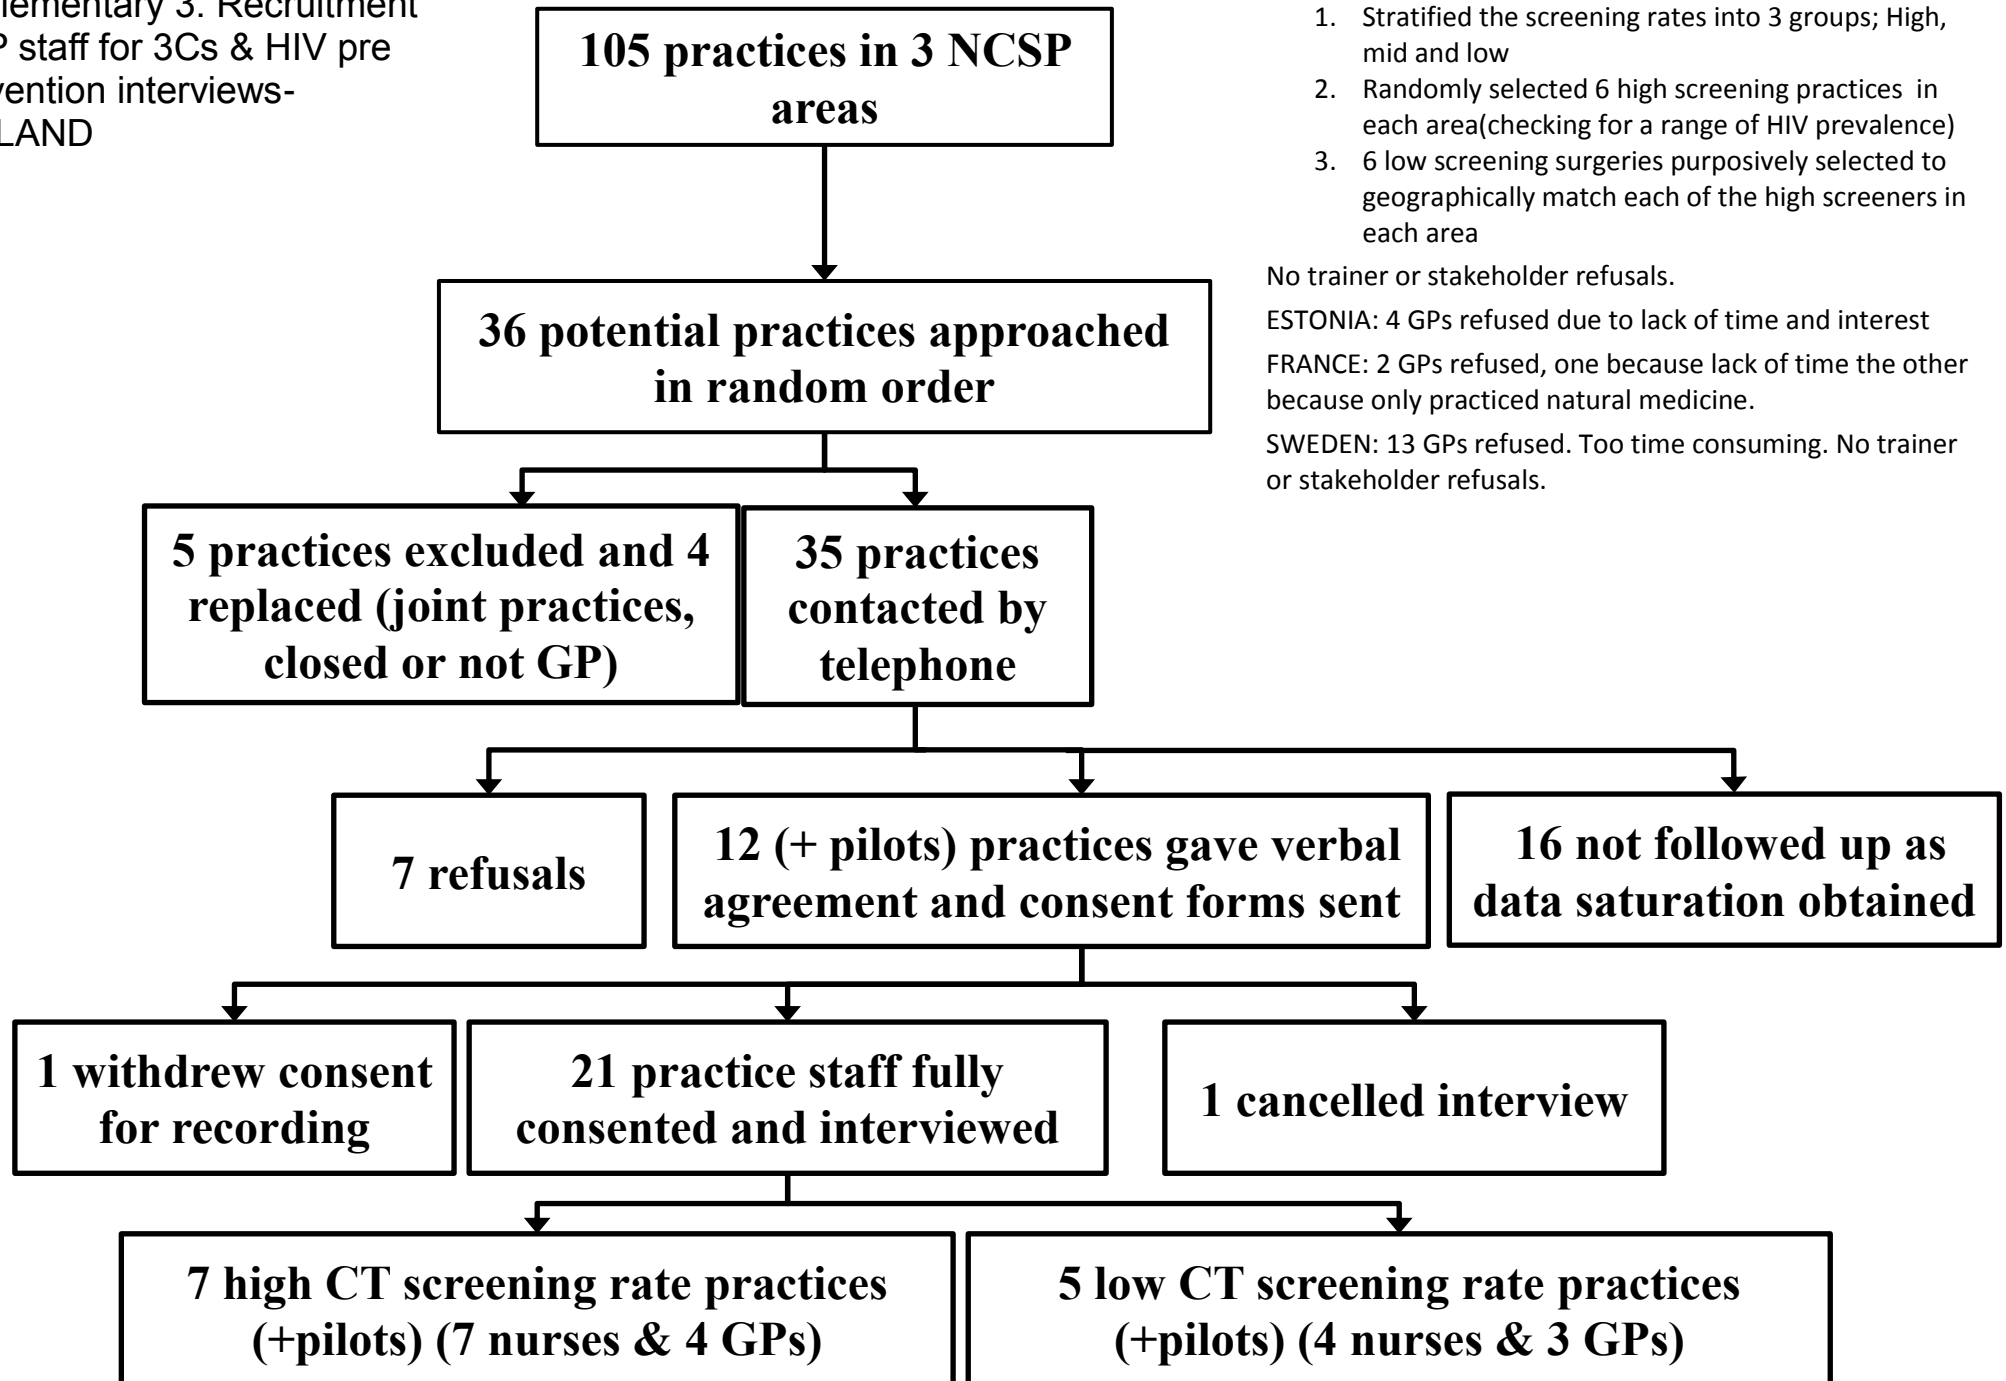 3. Recruitment
staff for 3Cs & HIV pre
interviews-
105 practices in 3 NCSP
areas
1. Stratified the screening rates into 3 groups; High,
mid and low
2. Randomly selected 6 high screening practices in
each area(checking for a range of HIV prevalence)
3. 6 low screening surgeries purposively selected to
geographically match each of the high screeners in
each area
No trainer or stakeholder refusals.
ESTONIA: 4 GPs refused due to lack of time and interest
FRANCE: 2 GPs refused, one because lack of time the other
because only practiced natural medicine.
SWEDEN: 13 GPs refused. Too time consuming. No trainer
or stakeholder refusals.
36 potential practices approached
in random order
5 practices excluded and 4
replaced (joint practices,
closed or not GP)
35 practices
contacted by
telephone
7 refusals
12 (+ pilots) practices gave verbal
agreement and consent forms sent
16 not followed up as
data saturation obtained
1 withdrew consent
for recording
21 practice staff fully
consented and interviewed
1 cancelled interview
7 high CT screening rate practices
(+pilots) (7 nurses & 4 GPs)
5 low CT screening rate practices
(+pilots) (4 nurses & 3 GPs)